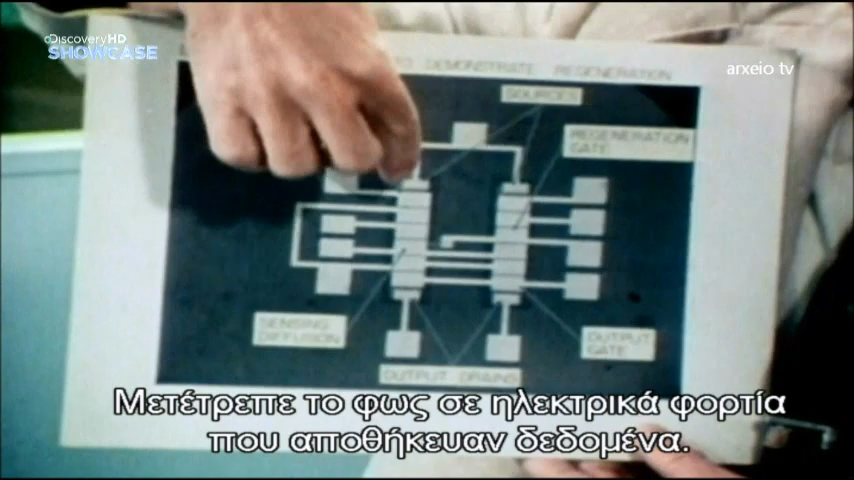 Discovery HD
SHOWCASE
arxeio tv
DEMONSTRATE REGENERATION
SOURCES
REGENERATION
GATE
SENSING
DIFFUSION
OUTPUT
GATE
OUTPUT DRAINS
Μετέτρεπε το φως σε ηλεκτρικά φορτία
που αποθήκευαν δεδομένα.